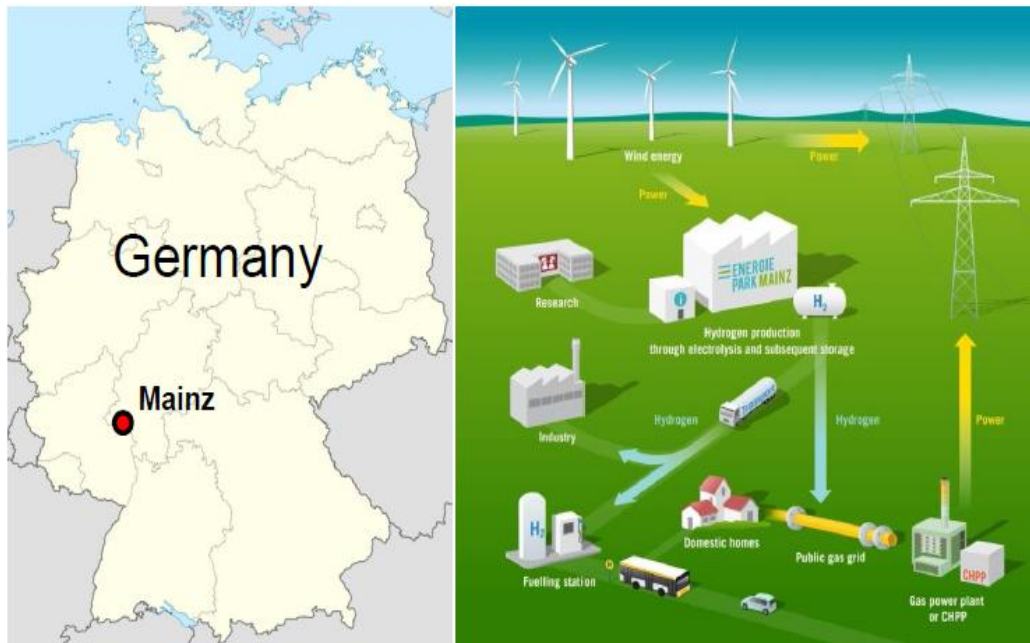 Germany
Mainz
Wind energy
Power
Power
ENERGIE
PARK MAINZ
i
H2
Research
Hydrogen production
through electrolysis and subsequent storage
Hydrogen
Hydrogen
Power
Industry
H2
Fuelling station
Domestic homes
Public gas grid
CHPP
Gas power plant
or CHPP